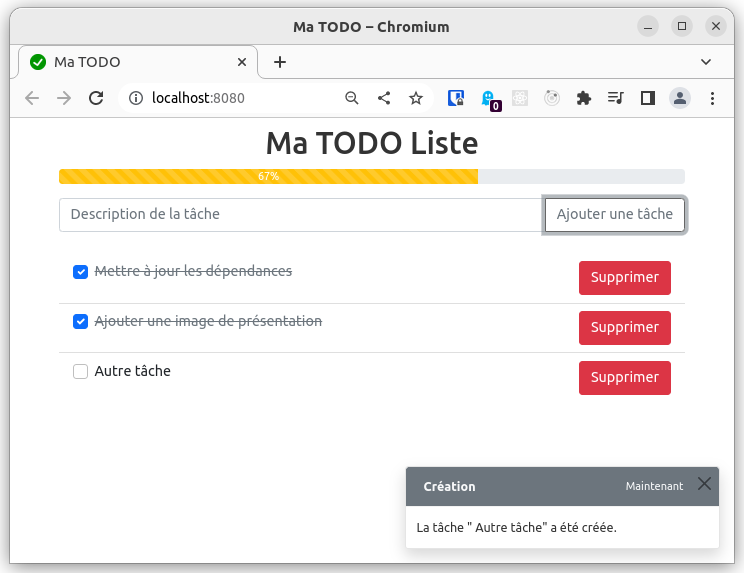 Ma TODO – Chromium
Ma TODO
localhost:8080
0
Ma TODO Liste
67%
Description de la tâche
Ajouter une tâche
Mettre à jour les dépendances
Supprimer
Ajouter une image de présentation
Supprimer
Autre tâche
Supprimer
Création
Maintenant
La tâche " Autre tâche" a été créée.